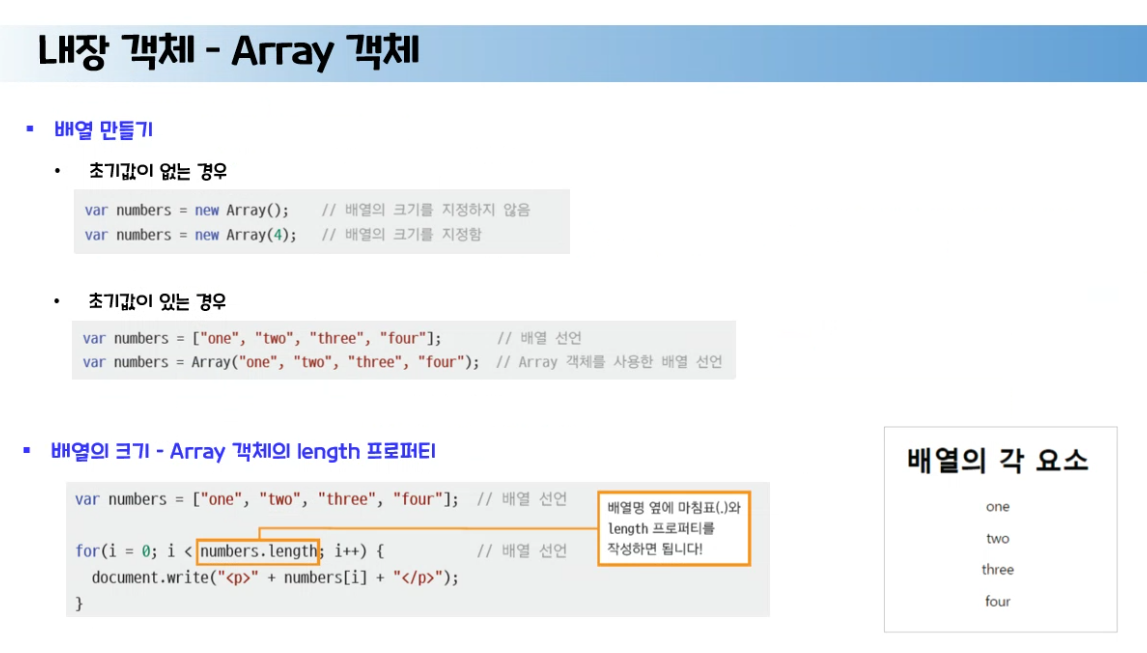 내장 객체 - Array 객체
▪ 배열 만들기
• 초기값이 없는 경우
var numbers = new Array(); // 배열의 크기를 지정하지 않음
var numbers = new Array(4); // 배열의 크기를 지정함
• 초기값이 있는 경우
var numbers = ["one", "two", "three", "four"]; // 배열 선언
var numbers = Array("one", "two", "three", "four"); // Array 객체를 사용한 배열 선언
▪ 배열의 크기 - Array 객체의 length 프로퍼티
var numbers = ["one", "two", "three", "four"]; // 배열 선언
for(i = 0; i < numbers.length; i++) { // 배열 선언
document.write("<p>" + numbers[i] + "</p>");
}
배열명 옆에 마침표(.)와
length 프로퍼티를
작성하면 됩니다!
배열의 각 요소
one
two
three
four